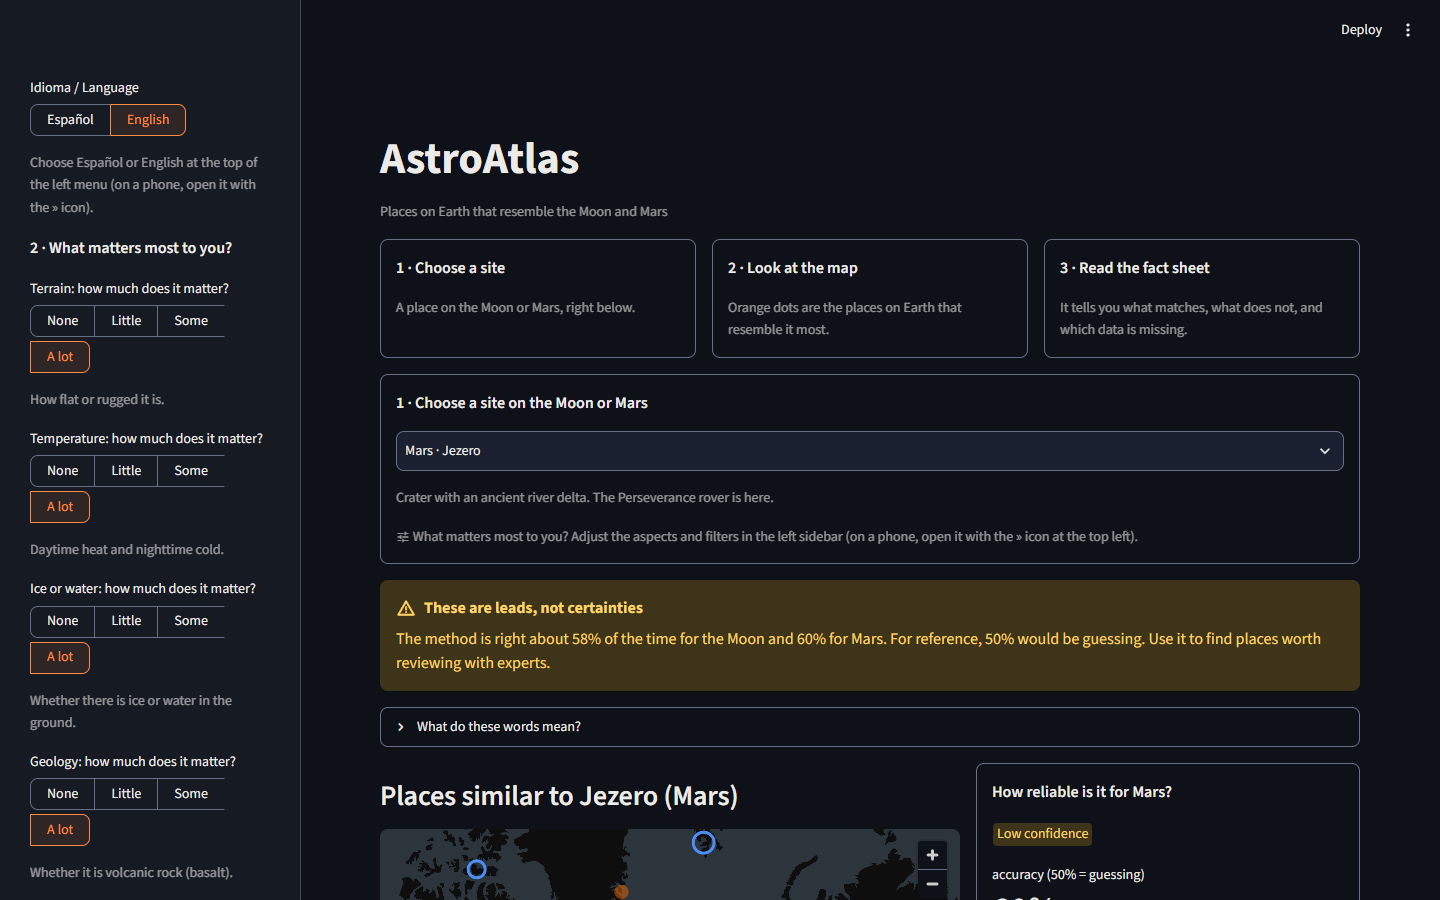 Deploy
Idioma / Language
Español
English
Choose Español or English at the top of
the left menu (on a phone, open it with
the » icon).
2 · What matters most to you?
Terrain: how much does it matter?
None
Little
Some
A lot
How flat or rugged it is.
Temperature: how much does it matter?
None
Little
Some
A lot
Daytime heat and nighttime cold.
Ice or water: how much does it matter?
None
Little
Some
A lot
Whether there is ice or water in the
ground.
Geology: how much does it matter?
None
Little
Some
A lot
Whether it is volcanic rock (basalt).
AstroAtlas
Places on Earth that resemble the Moon and Mars
1 · Choose a site
A place on the Moon or Mars, right below.
2 · Look at the map
Orange dots are the places on Earth that
resemble it most.
3 · Read the fact sheet
It tells you what matches, what does not, and
which data is missing.
1 · Choose a site on the Moon or Mars
Mars · Jezero
Crater with an ancient river delta. The Perseverance rover is here.
What matters most to you? Adjust the aspects and filters in the left sidebar (on a phone, open it with the » icon at the top left).
These are leads, not certainties
The method is right about 58% of the time for the Moon and 60% for Mars. For reference, 50% would be guessing. Use it to find places worth
reviewing with experts.
What do these words mean?
Places similar to Jezero (Mars)
+
−
How reliable is it for Mars?
Low confidence
accuracy (50% = guessing)